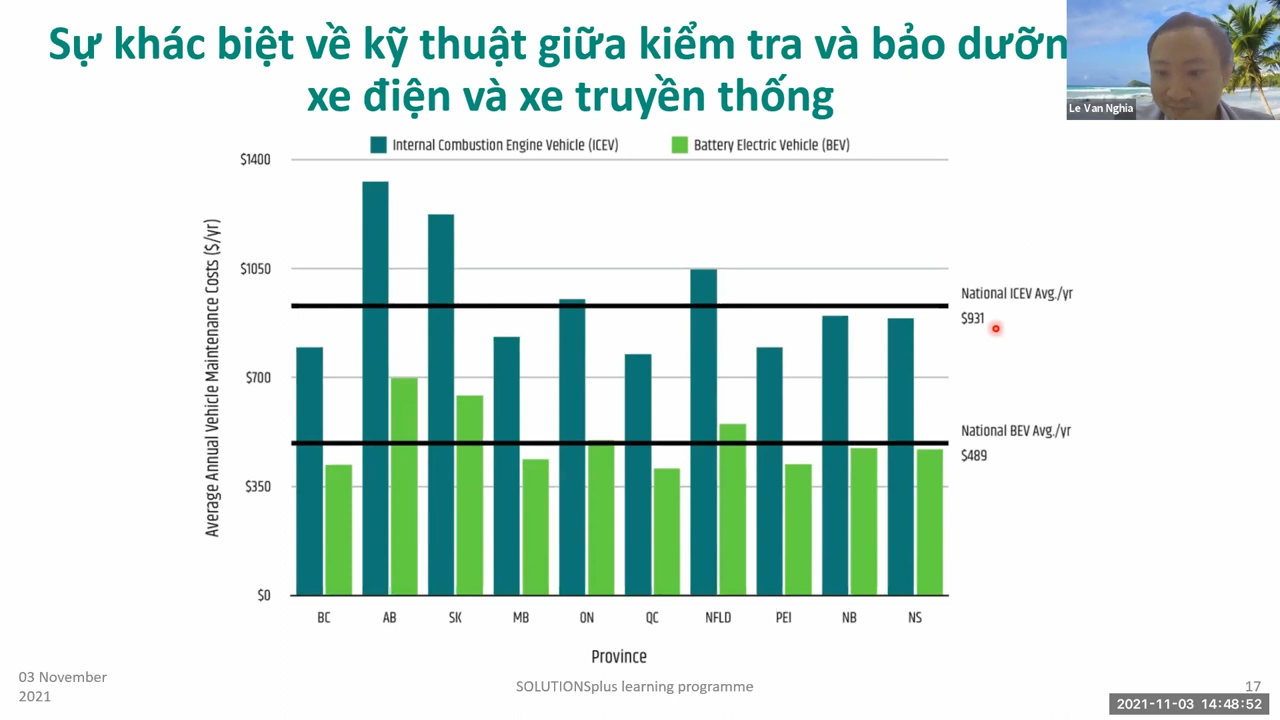 Sự khác biệt về kỹ thuật giữa kiểm tra và bảo dưỡn
xe điện và xe truyền thống
Le Van Nghia
Internal Combustion Engine Vehicle (ICEV)
Battery Electric Vehicle (BEV)
Average Annual Vehicle Maintenance Costs ($/yr)
$1400
$1050
$700
$350
$0
National ICEV Avg./yr
$931
National BEV Avg./yr
$489
BC AB SK MB ON QC NFLD PEI NB NS
Province
03 November
2021
SOLUTIONSplus learning programme
17
2021-11-03 14:48:52